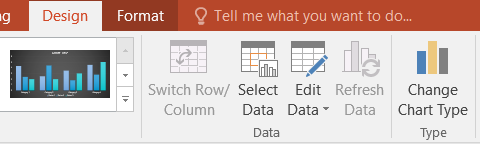 Design Format Tell me what you want to do...
Switch Row/
Column
Select
Data
Edit
Data
Refresh
Data
Change
Chart Type
Data
Type